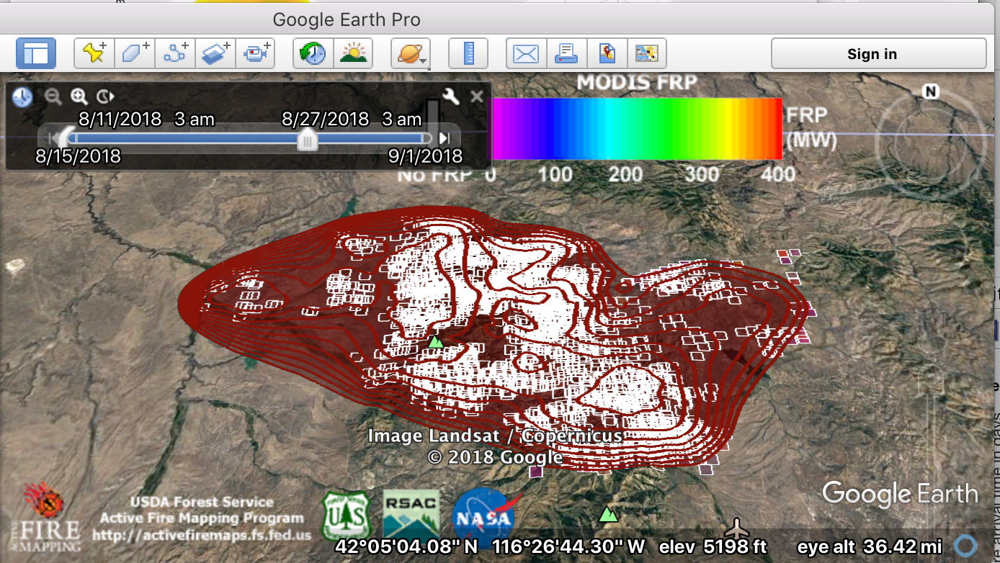 Google Earth Pro
Sign in
MODIS FRP
N
8/11/2018 3 am 8/27/2018 3 am
FRP
(MW)
8/15/2018 9/1/2018
No FRP 0 100 200 300 400
Image Landsat / Copernicus
© 2018 Google
Google Earth
USDA Forest Service
Active Fire Mapping Program
http://activefiremaps.fs.fed.us
ACTIVE
FIRE
MAPPING
US
RSAC
NASA
42°05'04.08" N 116°26'44.30" W elev 5198 ft eye alt 36.42 mi